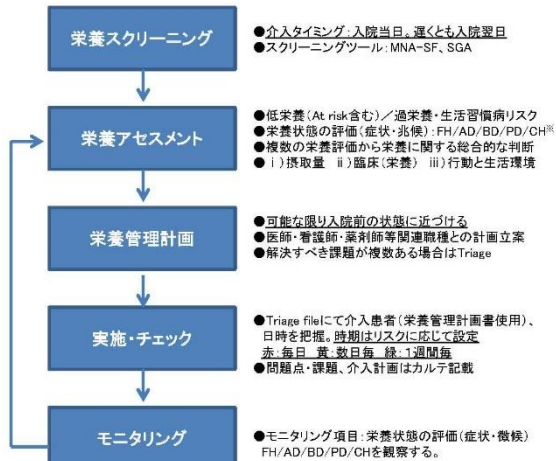 栄養スクリーニング
●介入タイミング:入院当日。遅くとも入院翌日
●スクリーニングツール:MNA-SF、SGA
栄養アセスメント
●低栄養(At risk含む)/過栄養・生活習慣病リスク
●栄養状態の評価(症状・兆候):FH/AD/BD/PD/CH※
●複数の栄養評価から栄養に関する総合的な判断
●ⅰ)摂取量 ⅱ)臨床(栄養) ⅲ)行動と生活環境
栄養管理計画
●可能な限り入院前の状態に近づける
●医師・看護師・薬剤師等関連職種との計画立案
●解決すべき課題が複数ある場合はTriage
実施・チェック
●Triage fileにて介入患者(栄養管理計画書使用)、
日時を把握。時期はリスクに応じて設定
赤:毎日 黄:数日毎 緑:1週間毎
●問題点・課題、介入計画はカルテ記載
モニタリング
●モニタリング項目:栄養状態の評価(症状・徴候)
FH/AD/BD/PD/CHを観察する。